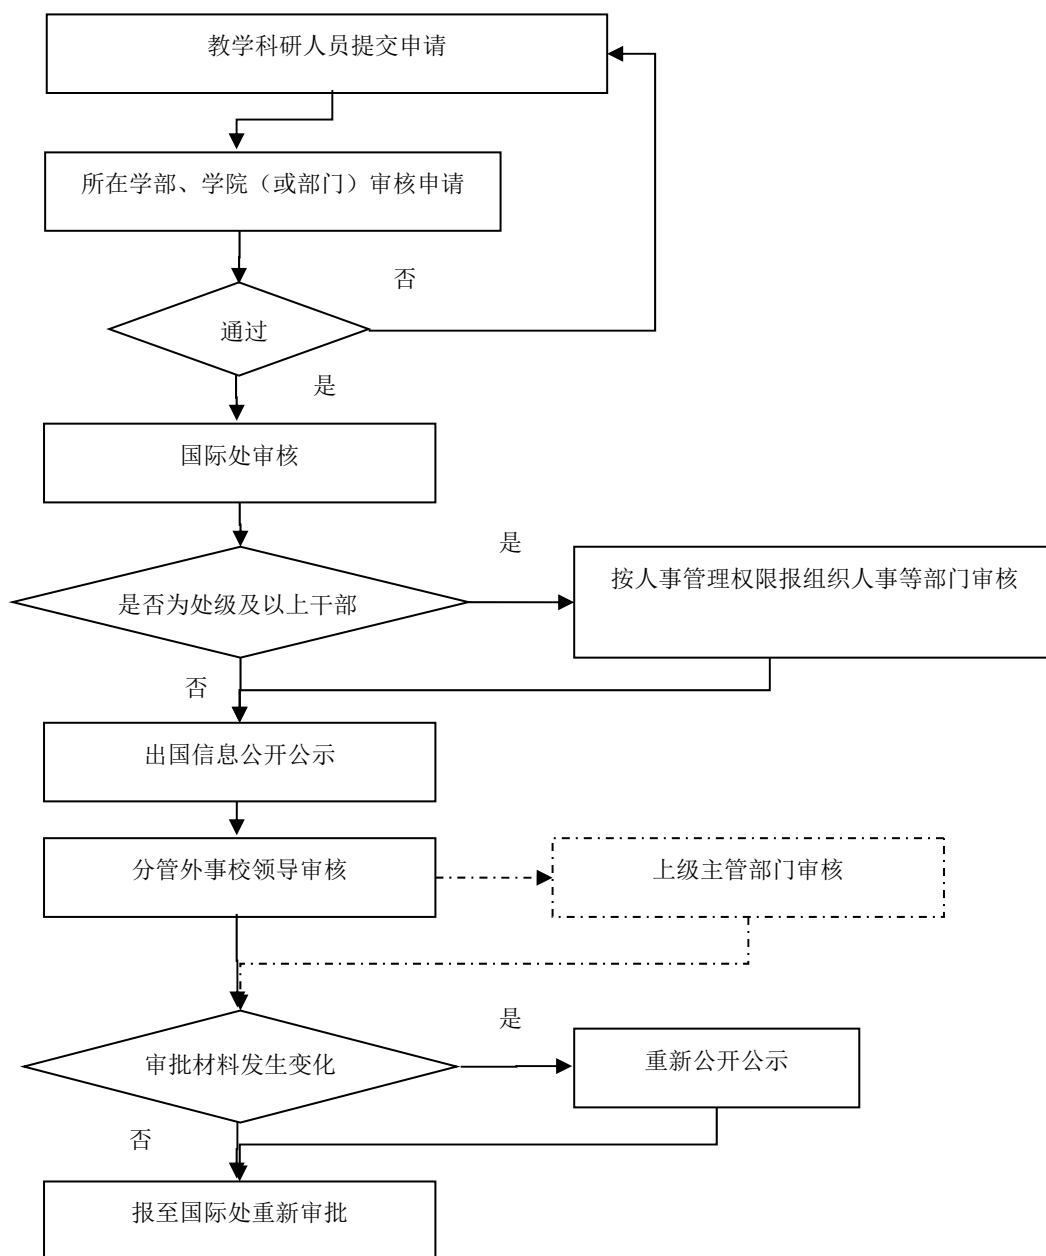 教学科研人员提交申请
所在学部、学院（或部门）审核申请
否
通过
是
国际处审核
是
按人事管理权限报组织人事等部门审核
是否为处级及以上干部
否
出国信息公开公示
分管外事校领导审核
上级主管部门审核
是
审批材料发生变化
重新公开公示
否
报至国际处重新审批